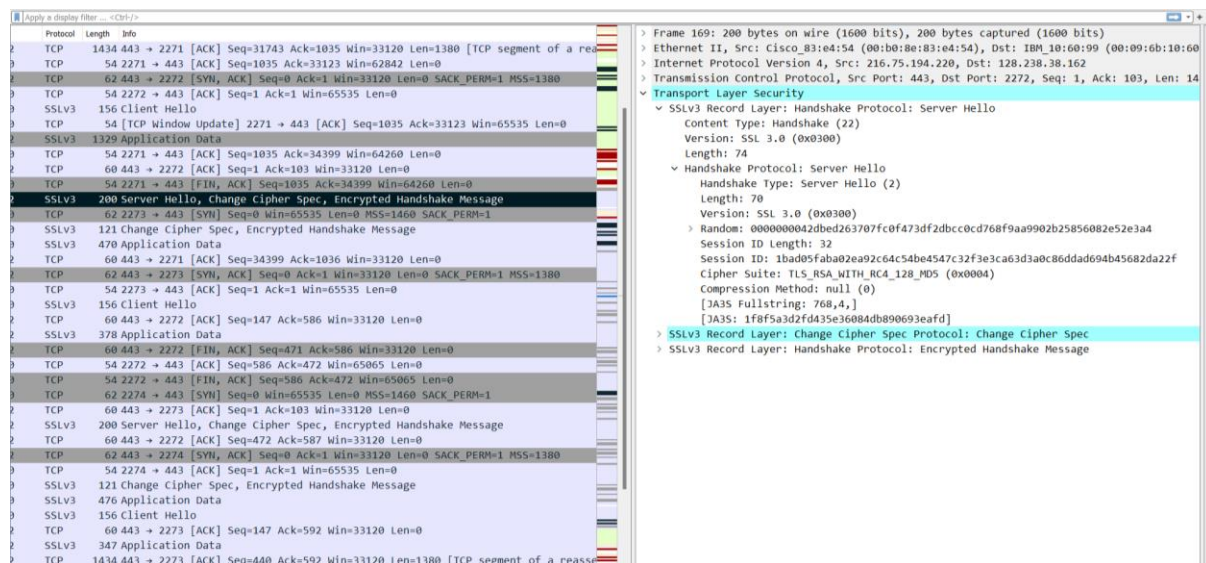 Apply a display filter ... <Ctrl-/>
Protocol Length Info
TCP 1434 443 → 2271 [ACK] Seq=31743 Ack=1035 Win=33120 Len=1380 [TCP segment of a rea
TCP 54 2271 → 443 [ACK] Seq=1035 Ack=33123 Win=62842 Len=0
TCP 62 443 → 2272 [SYN, ACK] Seq=0 Ack=1 Win=33120 Len=0 SACK_PERM=1 MSS=1380
TCP 54 2272 → 443 [ACK] Seq=1 Ack=1 Win=65535 Len=0
SSLv3 156 Client Hello
TCP 54 [TCP Window Update] 2271 → 443 [ACK] Seq=1035 Ack=33123 Win=65535 Len=0
SSLv3 1329 Application Data
TCP 54 2271 → 443 [ACK] Seq=1035 Ack=34399 Win=64260 Len=0
TCP 60 443 → 2272 [ACK] Seq=1 Ack=103 Win=33120 Len=0
TCP 54 2271 → 443 [FIN, ACK] Seq=1035 Ack=34399 Win=64260 Len=0
SSLv3 200 Server Hello, Change Cipher Spec, Encrypted Handshake Message
TCP 62 2273 → 443 [SYN] Seq=0 Win=65535 Len=0 MSS=1460 SACK_PERM=1
SSLv3 121 Change Cipher Spec, Encrypted Handshake Message
SSLv3 470 Application Data
TCP 60 443 → 2271 [ACK] Seq=34399 Ack=1036 Win=33120 Len=0
TCP 62 443 → 2273 [SYN, ACK] Seq=0 Ack=1 Win=33120 Len=0 SACK_PERM=1 MSS=1380
TCP 54 2273 → 443 [ACK] Seq=1 Ack=1 Win=65535 Len=0
SSLv3 156 Client Hello
TCP 60 443 → 2272 [ACK] Seq=147 Ack=586 Win=33120 Len=0
SSLv3 378 Application Data
TCP 60 443 → 2272 [FIN, ACK] Seq=471 Ack=586 Win=33120 Len=0
TCP 54 2272 → 443 [ACK] Seq=586 Ack=472 Win=65065 Len=0
TCP 54 2272 → 443 [FIN, ACK] Seq=586 Ack=472 Win=65065 Len=0
TCP 62 2274 → 443 [SYN] Seq=0 Win=65535 Len=0 MSS=1460 SACK_PERM=1
TCP 60 443 → 2273 [ACK] Seq=1 Ack=103 Win=33120 Len=0
SSLv3 200 Server Hello, Change Cipher Spec, Encrypted Handshake Message
TCP 60 443 → 2272 [ACK] Seq=472 Ack=587 Win=33120 Len=0
TCP 62 443 → 2274 [SYN, ACK] Seq=0 Ack=1 Win=33120 Len=0 SACK_PERM=1 MSS=1380
TCP 54 2274 → 443 [ACK] Seq=1 Ack=1 Win=65535 Len=0
SSLv3 121 Change Cipher Spec, Encrypted Handshake Message
SSLv3 476 Application Data
SSLv3 156 Client Hello
TCP 60 443 → 2273 [ACK] Seq=147 Ack=592 Win=33120 Len=0
SSLv3 347 Application Data
TCP 1434 443 → 2273 [ACK] Seq=440 Ack=592 Win=33120 Len=1380 [TCP segment of a reasse
Frame 169: 200 bytes on wire (1600 bits), 200 bytes captured (1600 bits)
Ethernet II, Src: Cisco_83:e4:54 (00:b0:8e:83:e4:54), Dst: IBM_10:60:99 (00:09:6b:10:60
Internet Protocol Version 4, Src: 216.75.194.220, Dst: 128.238.38.162
Transmission Control Protocol, Src Port: 443, Dst Port: 2272, Seq: 1, Ack: 103, Len: 14
Transport Layer Security
SSLv3 Record Layer: Handshake Protocol: Server Hello
Content Type: Handshake (22)
Version: SSL 3.0 (0x0300)
Length: 74
Handshake Protocol: Server Hello
Handshake Type: Server Hello (2)
Length: 70
Version: SSL 3.0 (0x0300)
Random: 0000000042dbed263707fc0f473df2dbcc0cd768f9aa9902b25856082e52e3a4
Session ID Length: 32
Session ID: 1bad05faba02ea92c64c54be4547c32f3e3ca63d3a0c86ddad694b45682da22f
Cipher Suite: TLS_RSA_WITH_RC4_128_MD5 (0x0004)
Compression Method: null (0)
[JA3S Fullstring: 768,4,]
[JA3S: 1f8f5a3d2fd435e36084db890693eafd]
SSLv3 Record Layer: Change Cipher Spec Protocol: Change Cipher Spec
SSLv3 Record Layer: Handshake Protocol: Encrypted Handshake Message